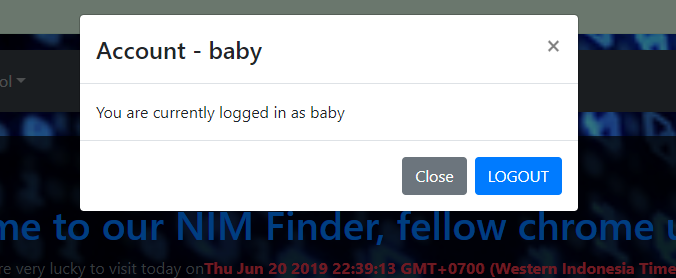 Account - baby
×
ol
You are currently logged in as baby
Close LOGOUT
me to our NIM Finder, fellow chrome u
re very lucky to visit today onThu Jun 20 2019 22:39:13 GMT+0700 (Western Indonesia Time